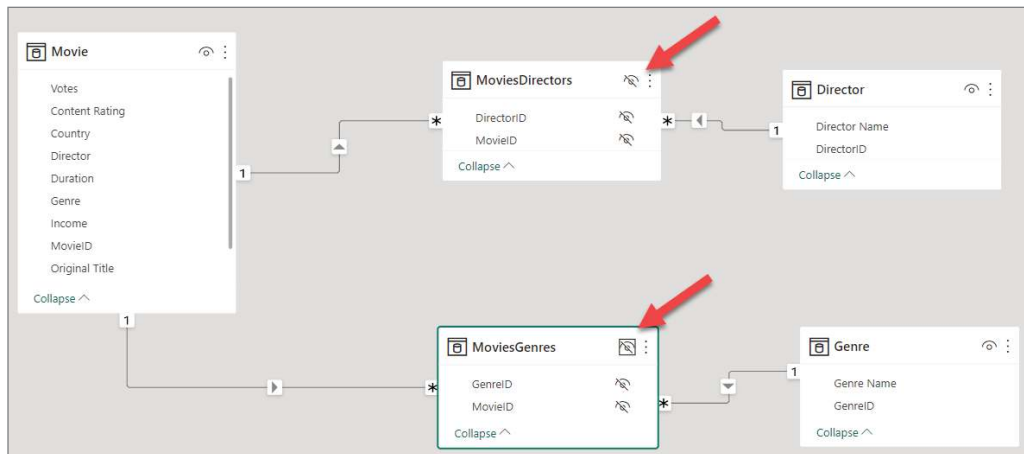 Movie
Votes
Content Rating
Country
Director
Duration
Genre
Income
MovieID
Original Title
Collapse
1
1
MoviesDirectors
DirectorID
MovieID
Collapse
*
*
Director
Director Name
DirectorID
Collapse
1
MoviesGenres
GenreID
MovieID
Collapse
*
*
Genre
Genre Name
GenreID
Collapse
1